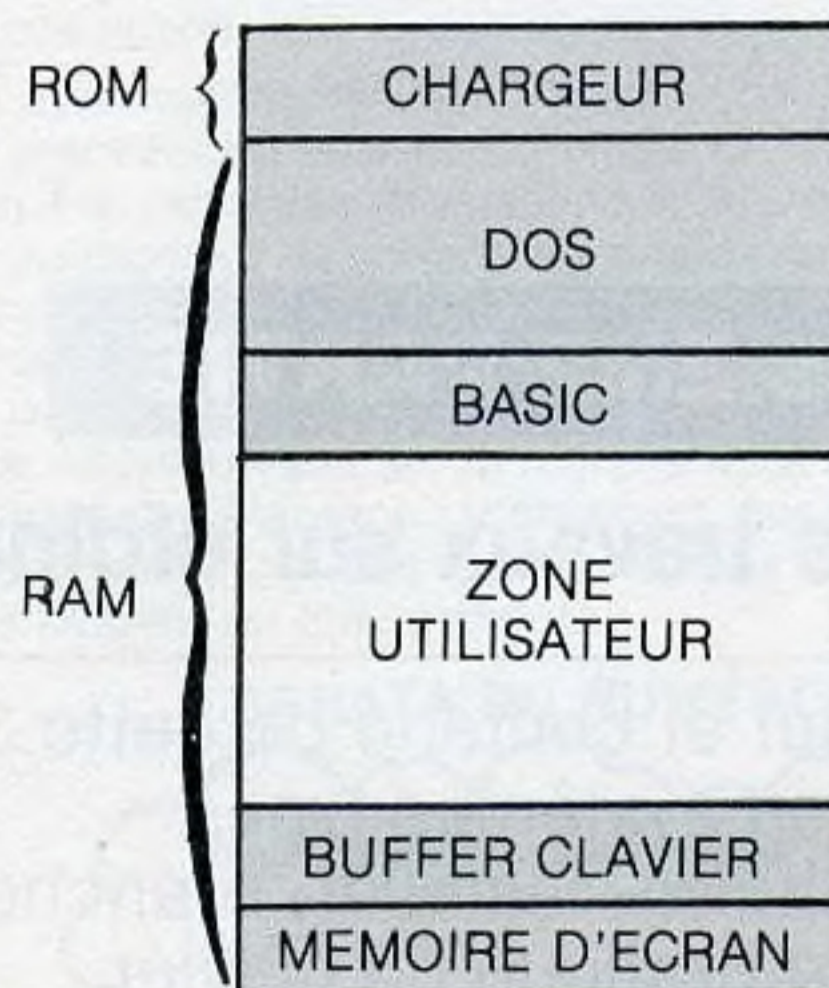 ROM
CHARGEUR
DOS
BASIC
RAM
ZONE
UTILISATEUR
BUFFER CLAVIER
MEMOIRE D'ECRAN